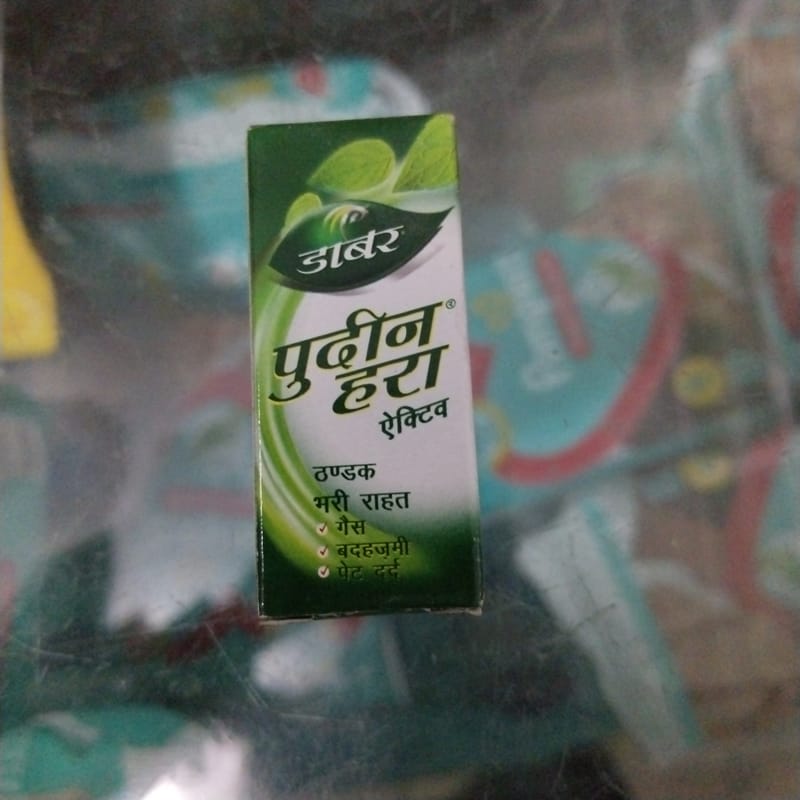 डाबर
पुदीन®
हरा
ऐक्टिव
ठण्डक
भरी राहत
✓ गैस
✓ बदहज़मी
✓ पेट दर्द